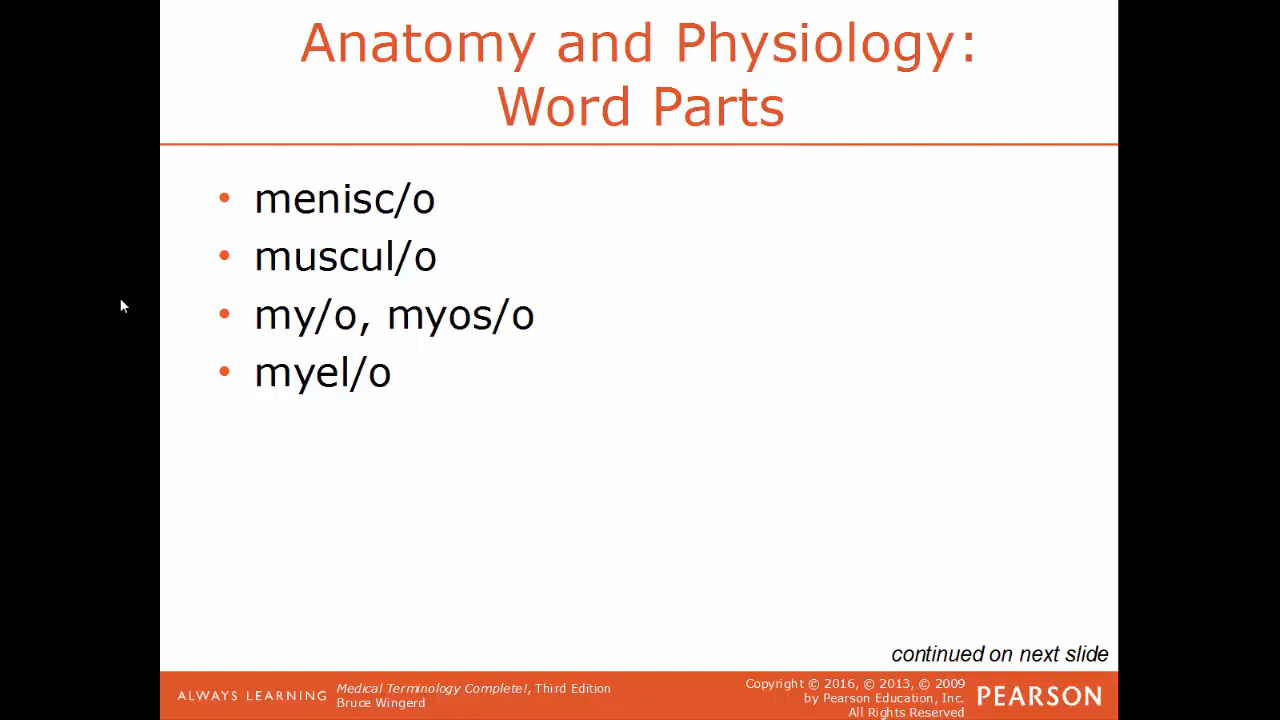 Anatomy and Physiology:
Word Parts
• menisc/o
• muscul/o
• my/o, myos/o
• myel/o
continued on next slide
ALWAYS LEARNING
Medical Terminology Complete!, Third Edition
Bruce Wingerd
Copyright © 2016, © 2013, © 2009
by Pearson Education, Inc.
All Rights Reserved
PEARSON